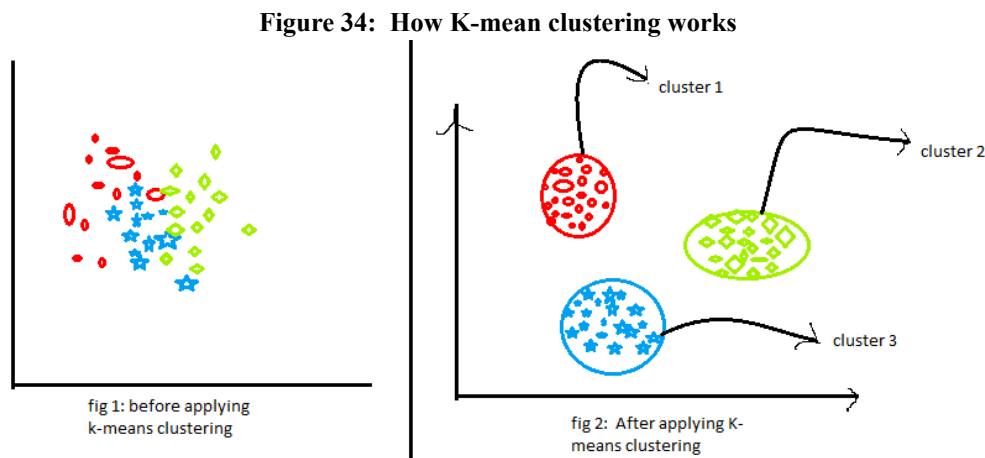 Figure 34: How K-mean clustering works
cluster 1
cluster 2
cluster 3
fig 1: before applying
k-means clustering
fig 2: After applying K-
means clustering